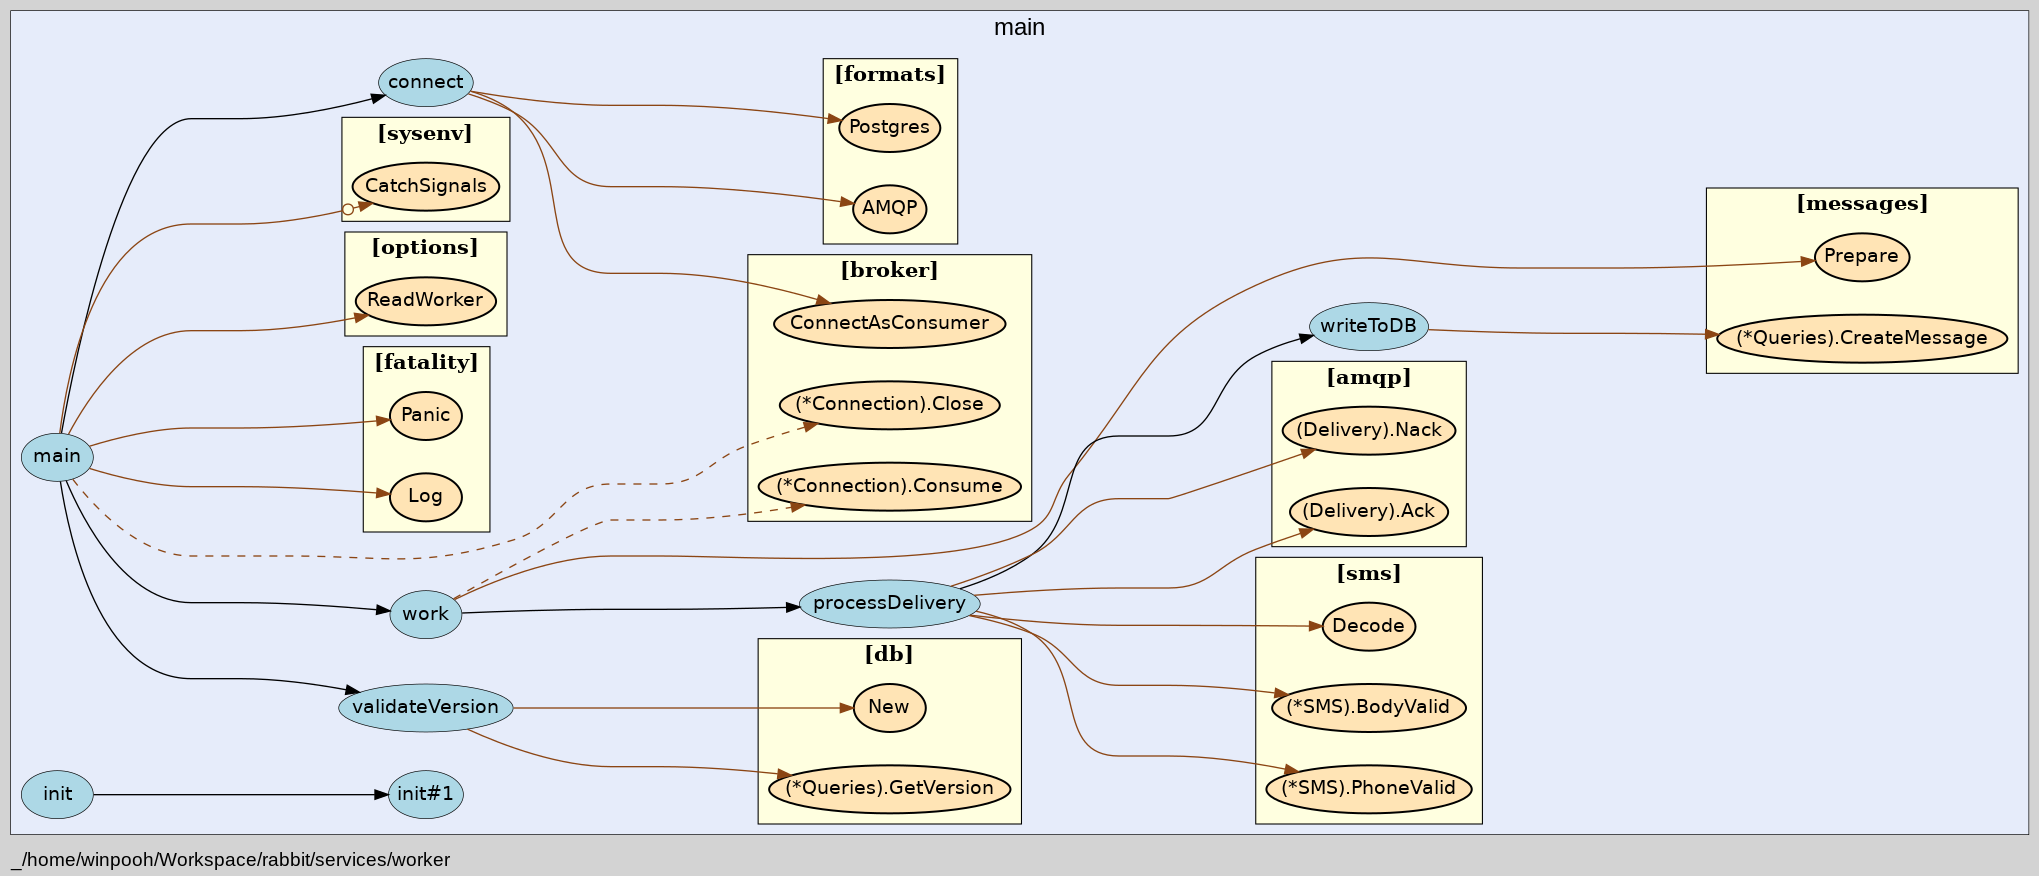 main
connect
[formats]
Postgres
AMQP
[sysenv]
CatchSignals
[options]
ReadWorker
[fatality]
Panic
Log
[broker]
ConnectAsConsumer
(*Connection).Close
(*Connection).Consume
[messages]
Prepare
(*Queries).CreateMessage
writeToDB
[amqp]
(Delivery).Nack
(Delivery).Ack
main
work
processDelivery
[sms]
Decode
(*SMS).BodyValid
(*SMS).PhoneValid
validateVersion
[db]
New
(*Queries).GetVersion
init
init#1
_/home/winpooh/Workspace/rabbit/services/worker